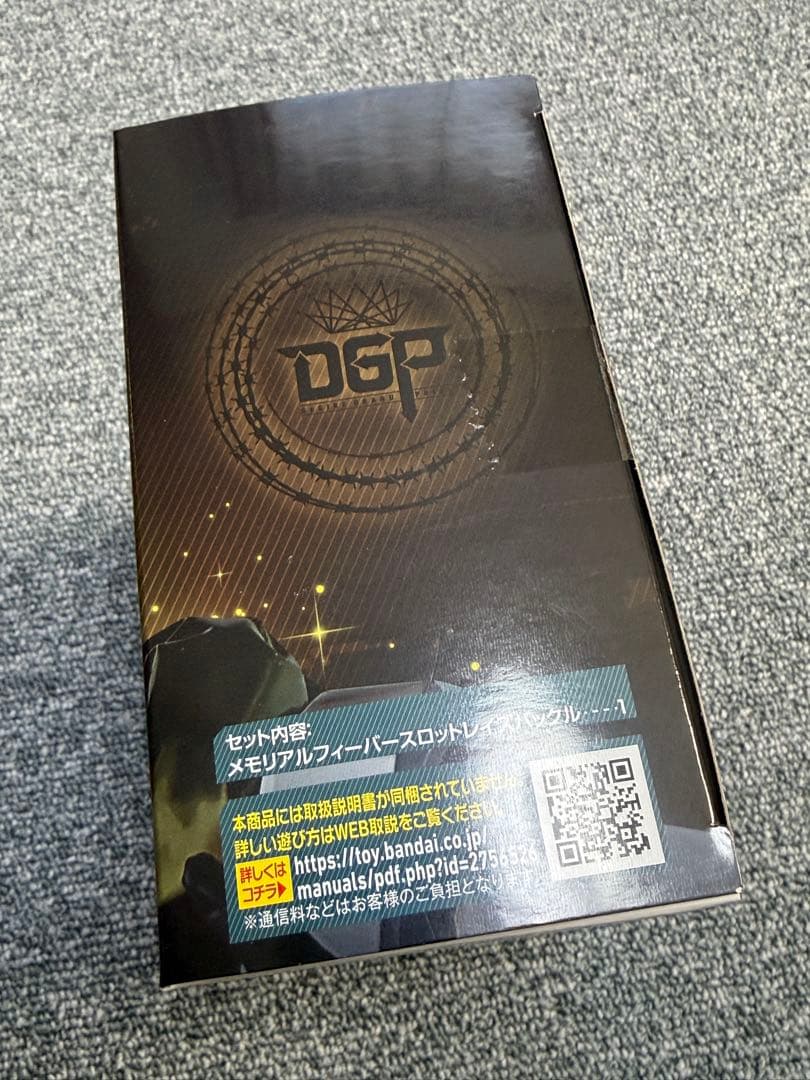 DGP
セット内容:
メモリアルフィーバースロットレイズバックル----1
本商品には取扱説明書が同梱されていません。
詳しい遊び方はWEB取説をご覧ください。
詳しくは
コチラ▶
https://toy.bandai.co.jp/
manuals/pdf.php?id=
※通信料などはお客様のご負担となります